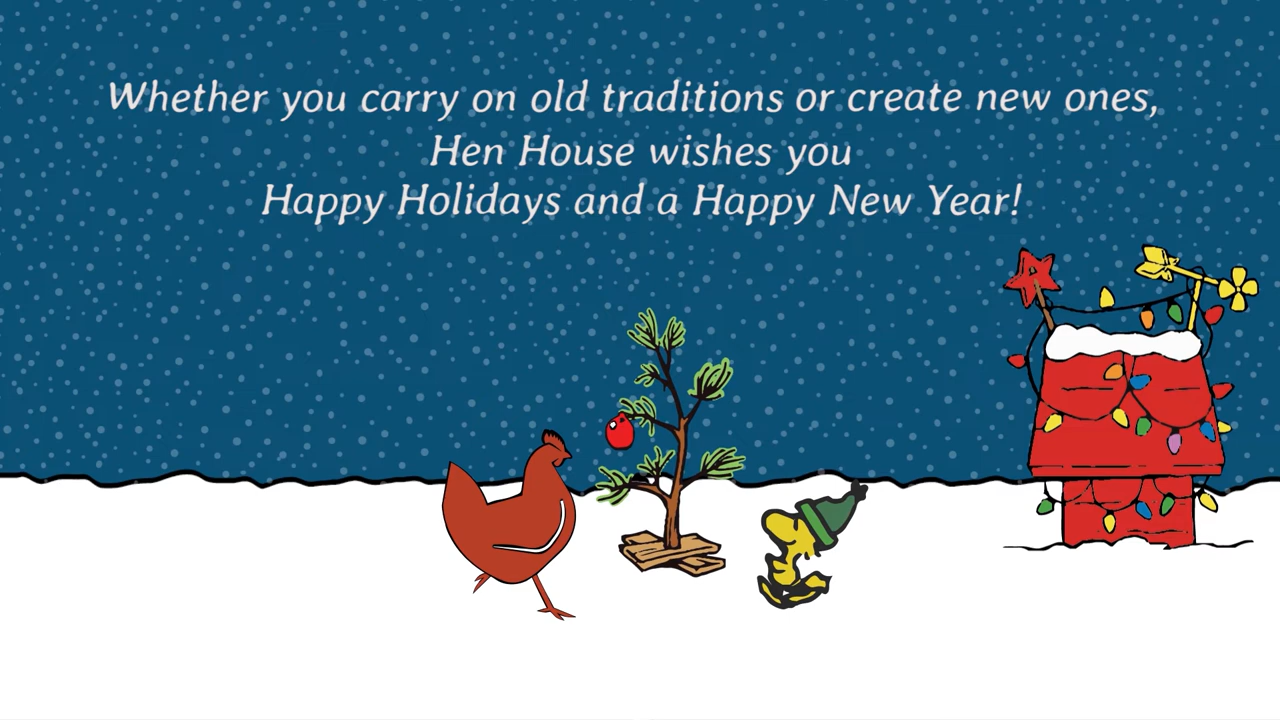 Whether you carry on old traditions or create new ones,
Hen House wishes you
Happy Holidays and a Happy New Year!